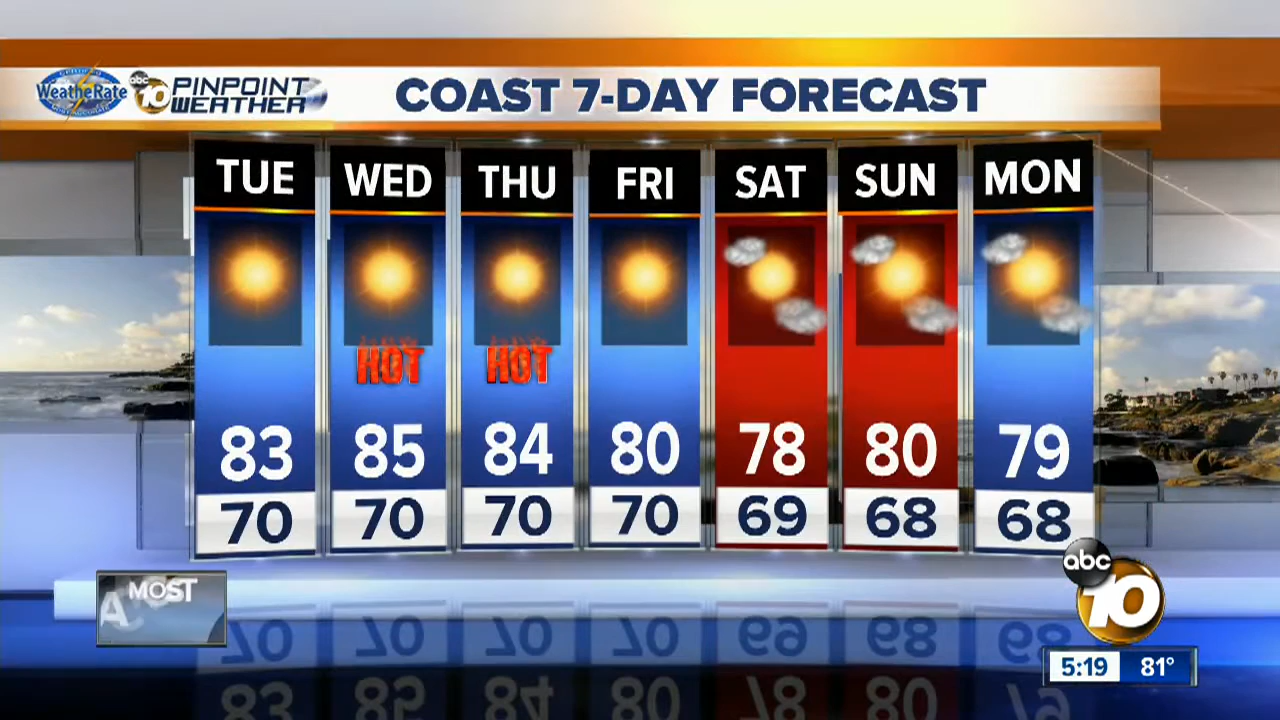 WeatheRate
abc 10 PINPOINT WEATHER
COAST 7-DAY FORECAST
TUE WED THU FRI SAT SUN MON
HOT HOT
83 85 84 80 78 80 79
70 70 70 70 69 68 68
MOST
A
abc
10
5:19 81°